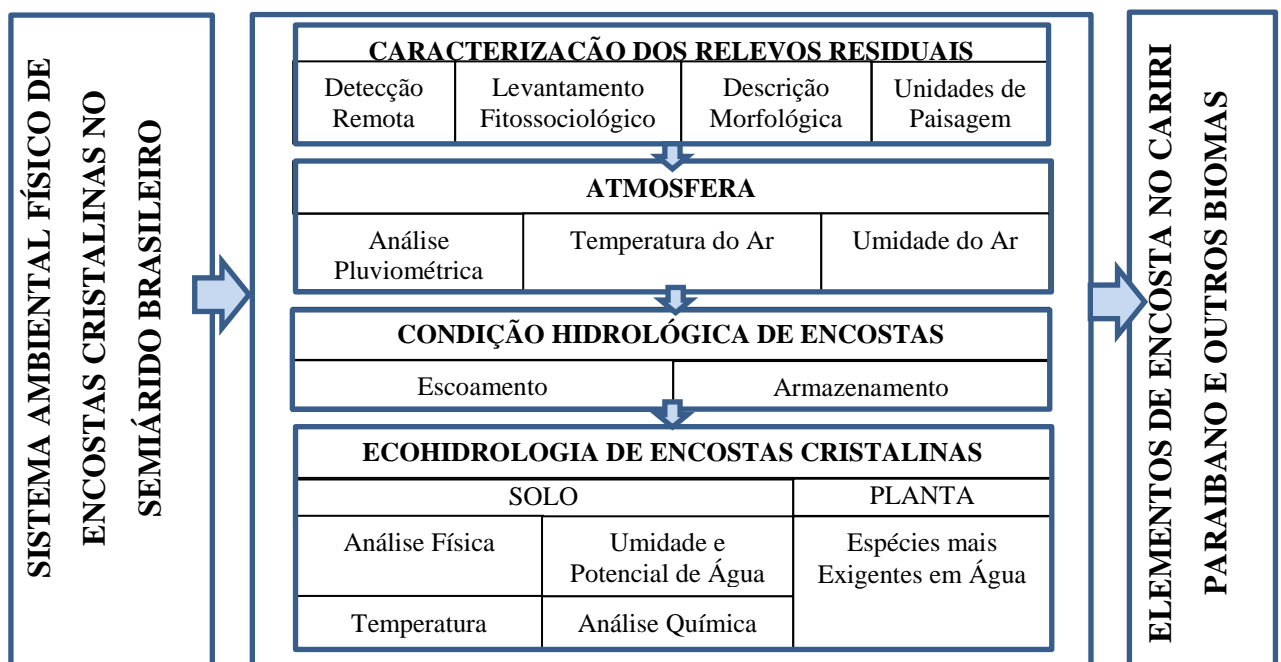 SISTEMA AMBIENTAL FÍSICO DE
ENCOSTAS CRISTALINAS NO
SEMIÁRIDO BRASILEIRO
CARACTERIZACÃO DOS RELEVOS RESIDUAIS
Detecção
Remota
Levantamento
Fitossociológico
Descrição
Morfológica
Unidades de
Paisagem
ATMOSFERA
Análise
Pluviométrica
Temperatura do Ar
Umidade do Ar
CONDIÇÃO HIDROLÓGICA DE ENCOSTAS
Escoamento
Armazenamento
ECOHIDROLOGIA DE ENCOSTAS CRISTALINAS
SOLO
PLANTA
Análise Física
Umidade e
Potencial de Água
Espécies mais
Exigentes em Água
Temperatura
Análise Química
ELEMENTOS DE ENCOSTA NO CARIRI
PARAIBANO E OUTROS BIOMAS